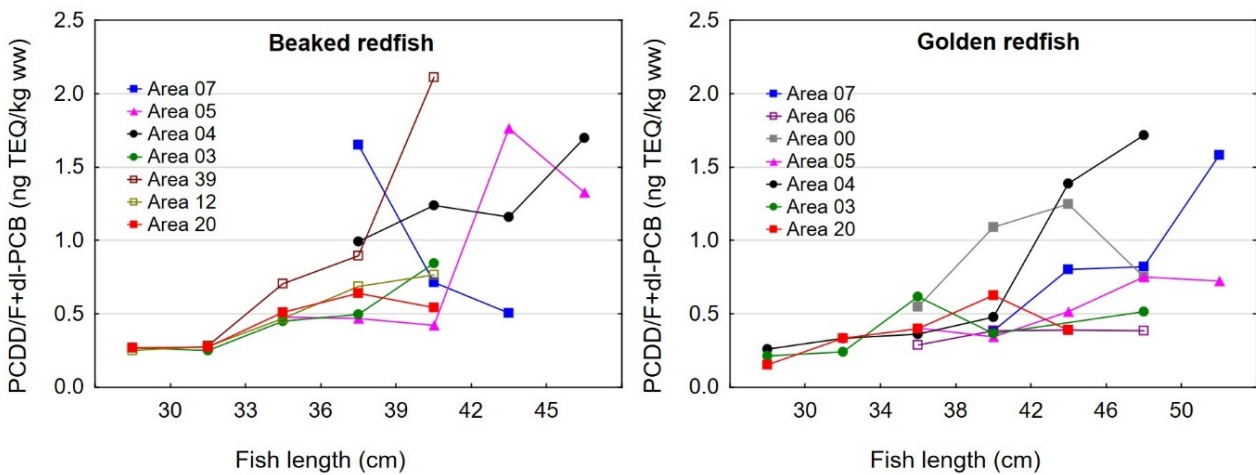 Beaked redfish
PCDD/F+dl-PCB (ng TEQ/kg ww)
2.5
2.0
1.5
1.0
0.5
0.0
Area 07
Area 05
Area 04
Area 03
Area 39
Area 12
Area 20
30 33 36 39 42 45
Fish length (cm)
Golden redfish
PCDD/F+dl-PCB (ng TEQ/kg ww)
2.5
2.0
1.5
1.0
0.5
0.0
Area 07
Area 06
Area 00
Area 05
Area 04
Area 03
Area 20
30 34 38 42 46 50
Fish length (cm)